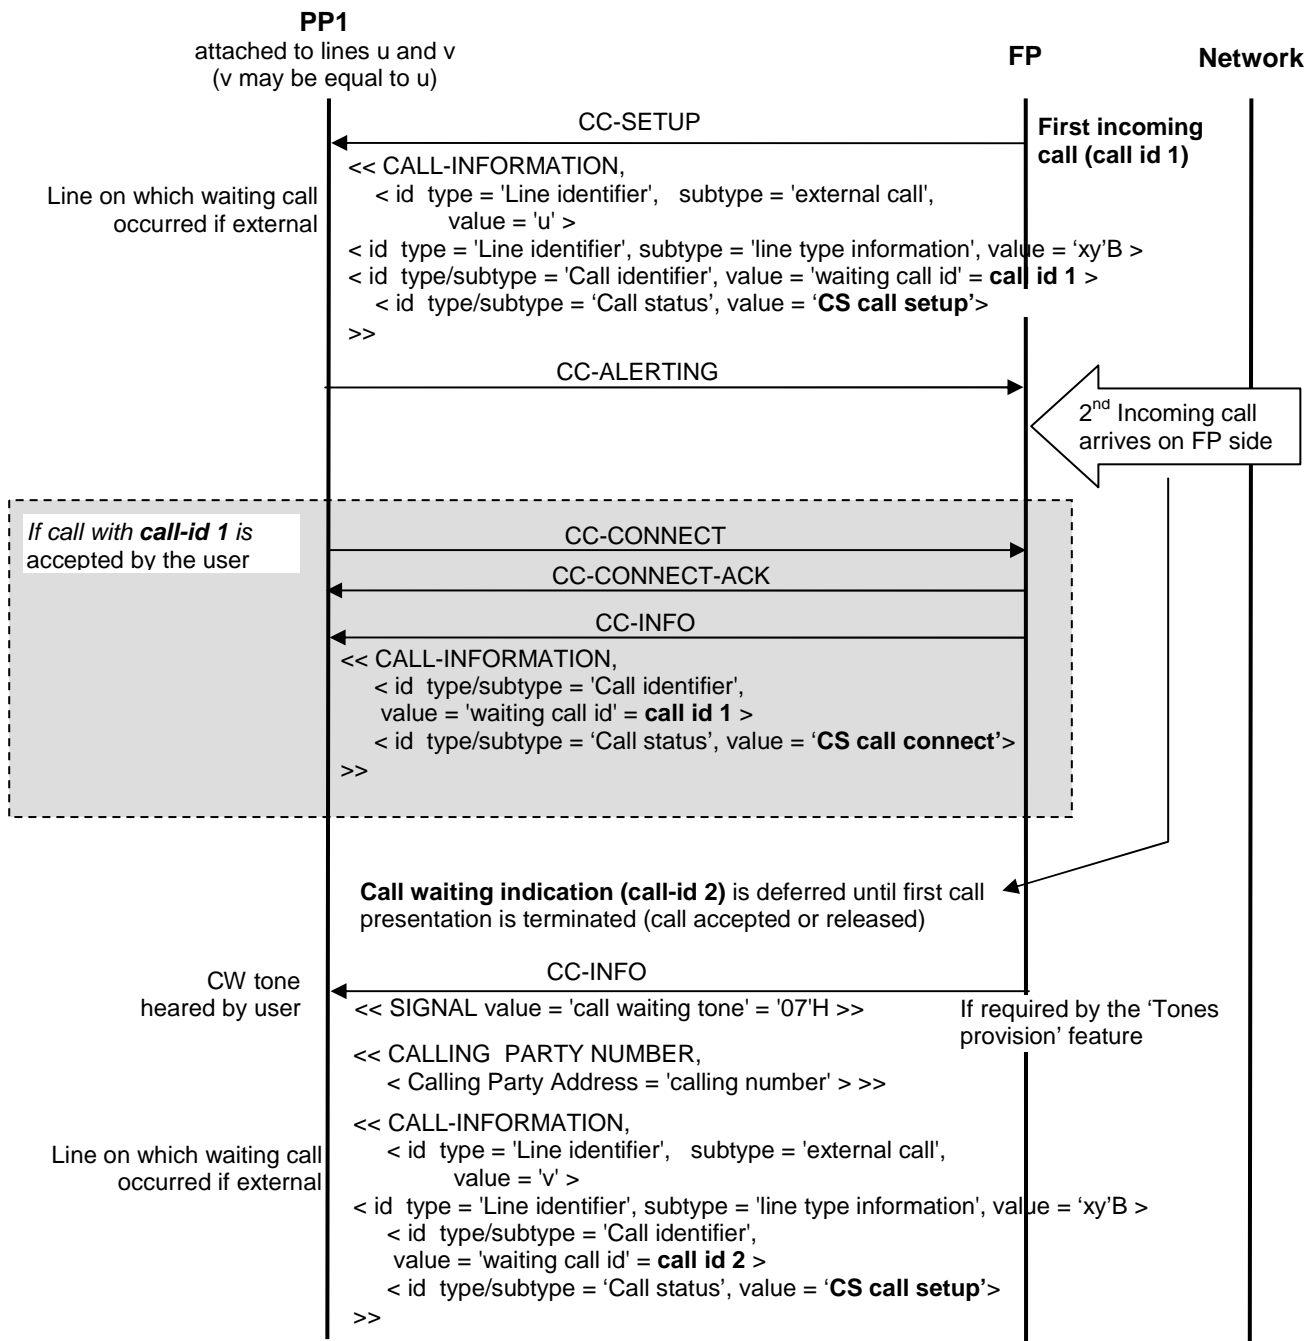 PP1
attached to lines u and v
(v may be equal to u)
FP
Network
CC-SETUP
First incoming
call (call id 1)
<< CALL-INFORMATION,
< id type = 'Line identifier', subtype = 'external call',
value = 'u' >
Line on which waiting call
occurred if external
< id type = 'Line identifier', subtype = 'line type information', value = ‘xy’B >
< id type/subtype = 'Call identifier', value = 'waiting call id' = call id 1 >
< id type/subtype = ‘Call status’, value = ‘CS call setup’>
>>
CC-ALERTING
2nd Incoming call
arrives on FP side
If call with call-id 1 is
accepted by the user
CC-CONNECT
CC-CONNECT-ACK
CC-INFO
<< CALL-INFORMATION,
< id type/subtype = 'Call identifier',
value = 'waiting call id' = call id 1 >
< id type/subtype = ‘Call status’, value = ‘CS call connect’>
>>
Call waiting indication (call-id 2) is deferred until first call
presentation is terminated (call accepted or released)
CC-INFO
CW tone
heared by user
<< SIGNAL value = 'call waiting tone' = '07'H >>
If required by the ‘Tones
provision’ feature
<< CALLING PARTY NUMBER,
< Calling Party Address = 'calling number' > >>
<< CALL-INFORMATION,
< id type = 'Line identifier', subtype = 'external call',
value = 'v' >
Line on which waiting call
occurred if external
< id type = 'Line identifier', subtype = 'line type information', value = ‘xy’B >
< id type/subtype = 'Call identifier',
value = 'waiting call id' = call id 2 >
< id type/subtype = ‘Call status’, value = ‘CS call setup’>
>>